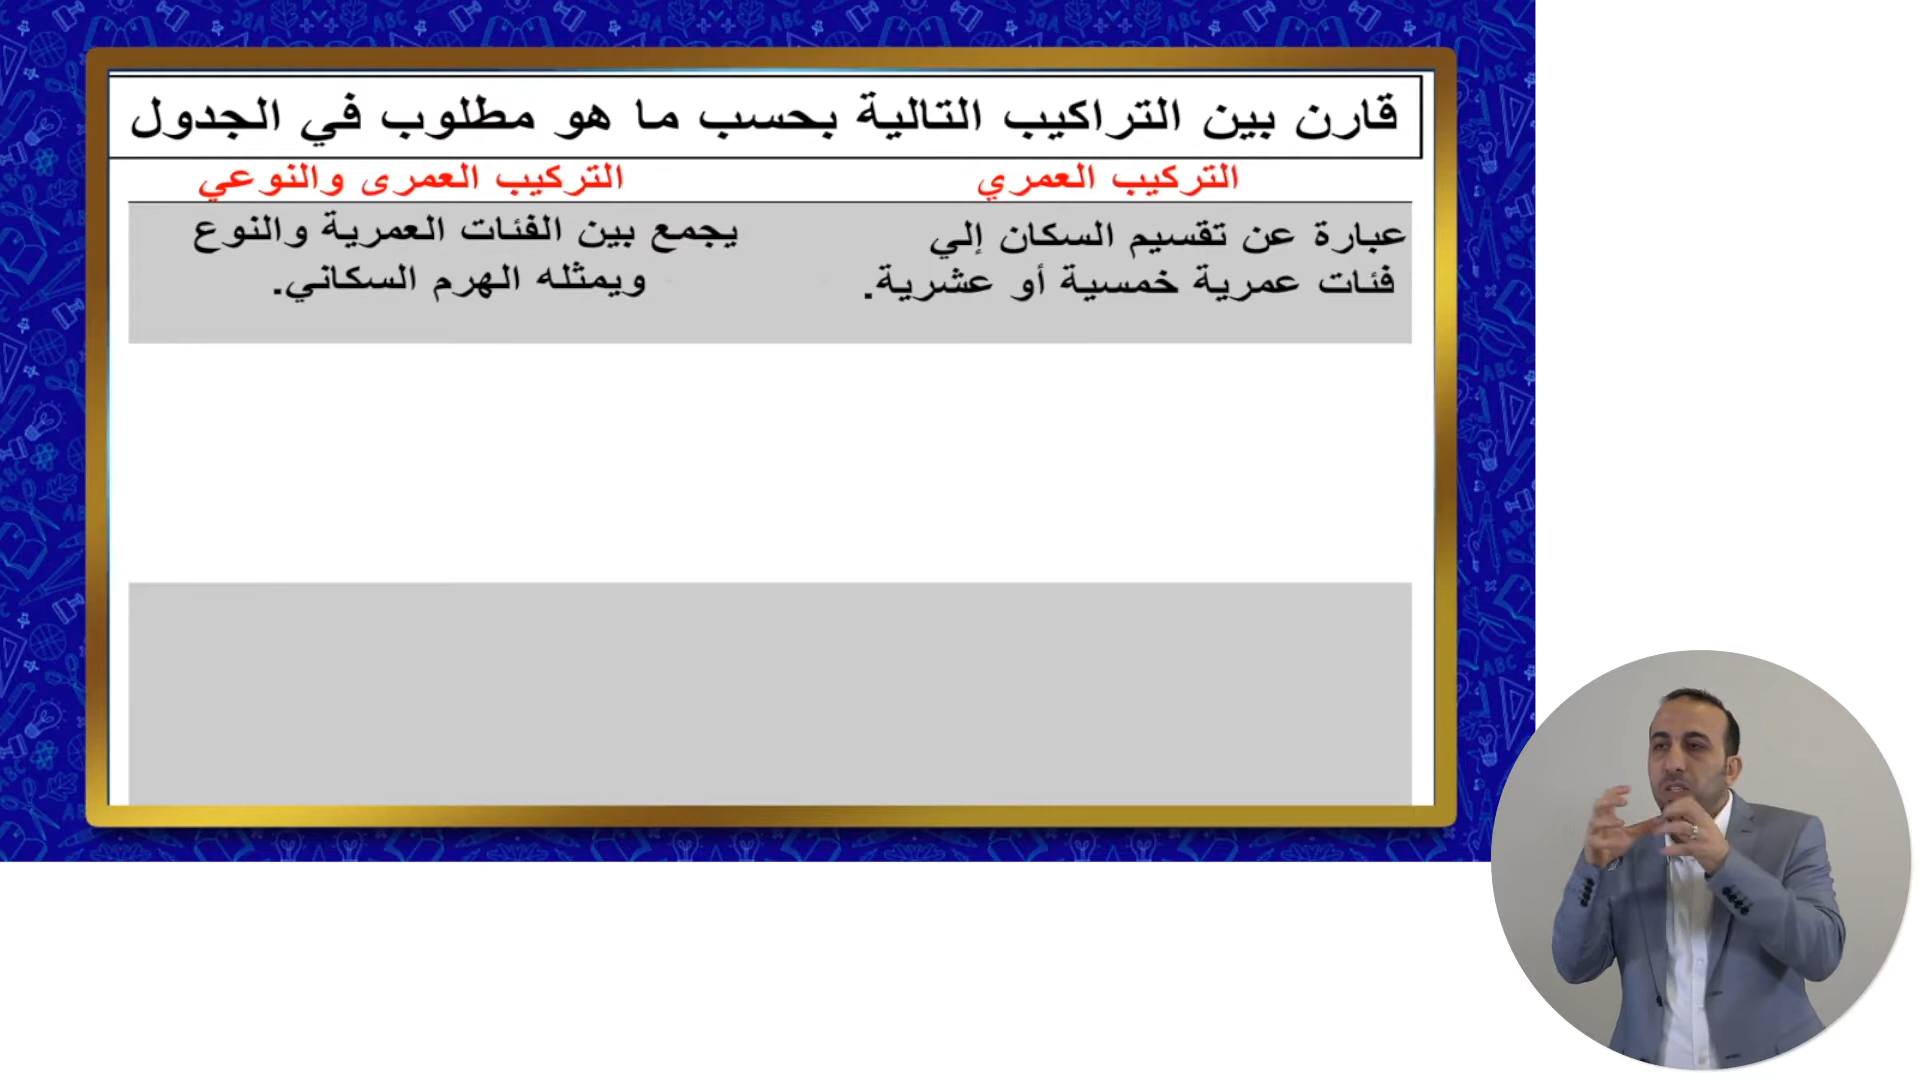 قارن بين التراكيب التالية بحسب ما هو مطلوب في الجدول
التركيب العمري
التركيب العمرى والنوعي
عبارة عن تقسيم السكان إلي
فئات عمرية خمسية أو عشرية.
يجمع بين الفئات العمرية والنوع
ويمثله الهرم السكاني.